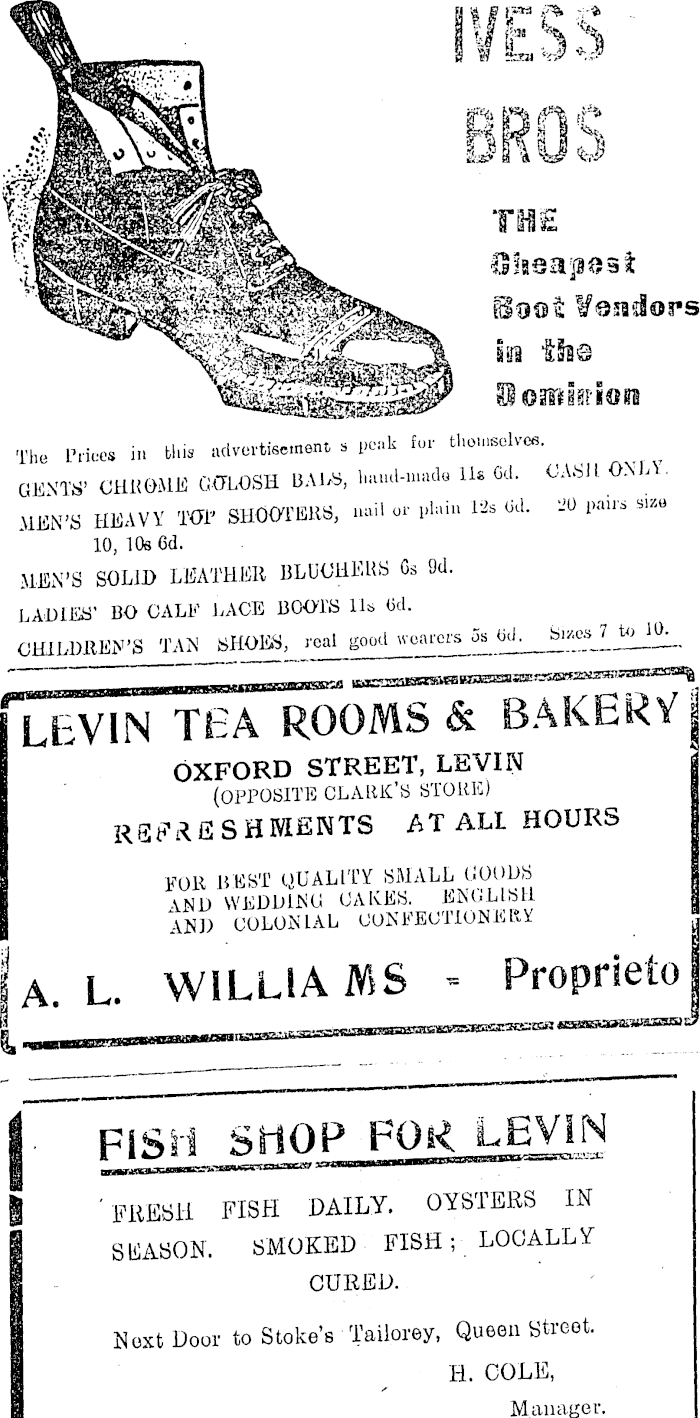 IVESS
BROS
THE
Cheapest
Boot Vendors
in the
Dominion
The Prices in this advertisement s peak for themselves.
GENTS' CHROME GOLOSH BALS, hand-made 11s 6d. CASH ONLY.
MEN'S HEAVY TOP SHOOTERS, nail or plain 12s 6d. 20 pairs size
10, 10s 6d.
MEN'S SOLID LEATHER BLUCHERS 6s 9d.
LADIES' BO CALF LACE BOOTS 11s 6d.
CHILDREN'S TAN SHOES, real good wearers 5s 6d. Sizes 7 to 10.
LEVIN TEA ROOMS & BAKERY
OXFORD STREET, LEVIN
(OPPOSITE CLARK'S STORE)
REFRESHMENTS AT ALL HOURS
FOR BEST QUALITY SMALL GOODS
AND WEDDING CAKES. ENGLISH
AND COLONIAL CONFECTIONERY
A. L. WILLIAMS = Proprieto
FISH SHOP FOR LEVIN
FRESH FISH DAILY. OYSTERS IN
SEASON. SMOKED FISH; LOCALLY
CURED.
Next Door to Stoke's Tailorey, Queen Street.
H. COLE,
Manager.